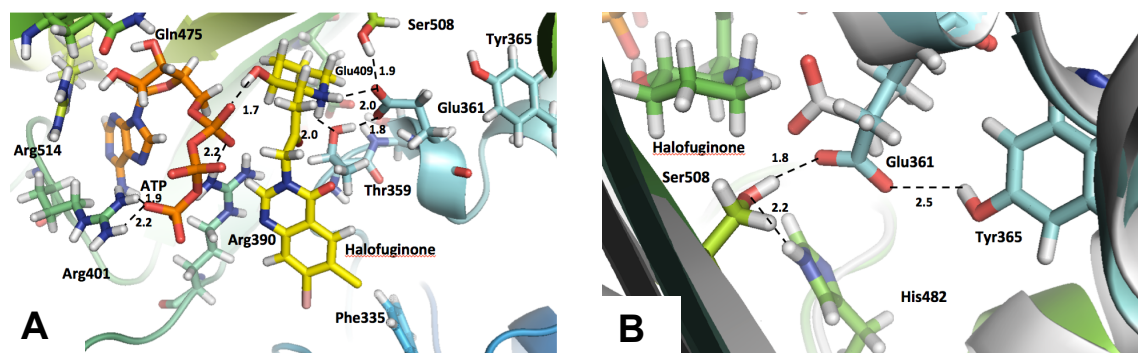 Gln475
Ser508
Tyr365
Glu409
1.9
1.7
2.0
Glu361
1.8
2.0
Arg514
2.2
Thr359
ATP
1.9
2.2
Arg390
Halofuginone
Arg401
Phe335
A
Halofuginone
1.8
Glu361
Ser508
2.2
2.5
Tyr365
His482
B